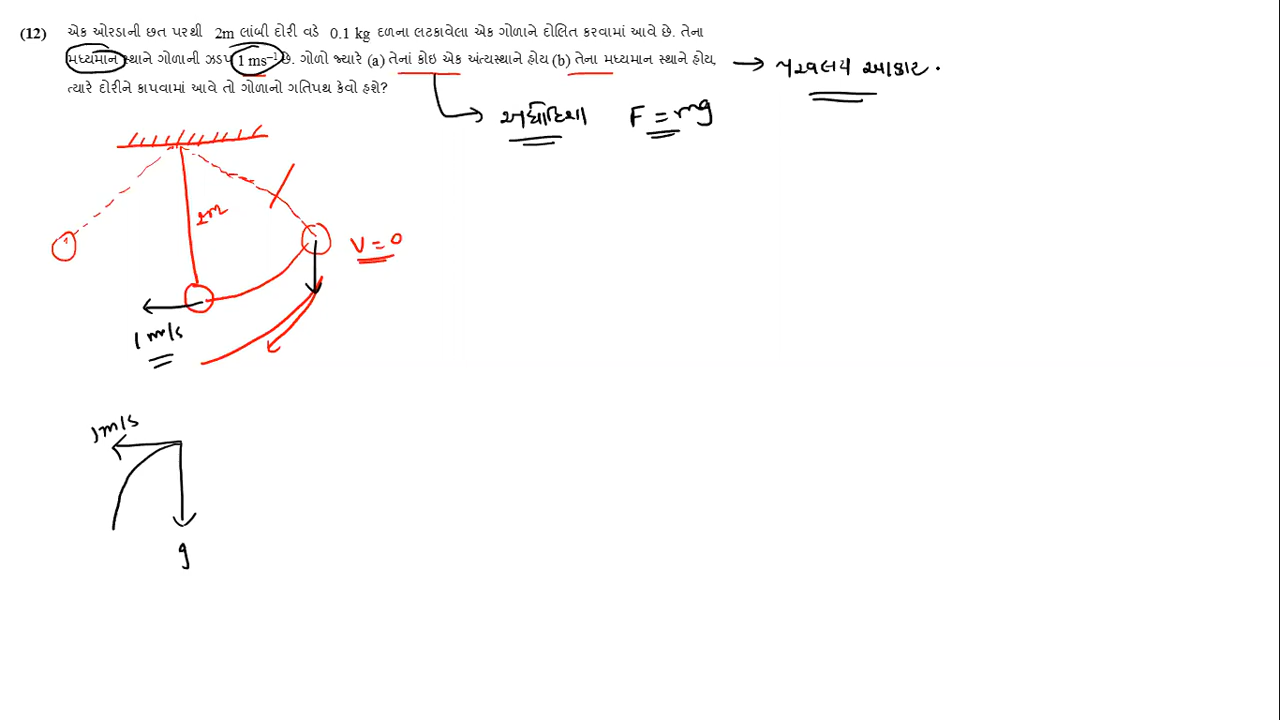 (12) એક ઓરડાની છત પરથી 2m લાંબી દોરી વડે 0.1 kg દળના લટકાવેલા એક ગોળાને દોલિત કરવામાં આવે છે. તેના
મધ્યમાન સ્થાને ગોળાની ઝડપ 1 ms⁻¹ છે. ગોળો જ્યારે (a) તેનાં કોઇ એક અંત્યસ્થાને હોય (b) તેના મધ્યમાન સ્થાને હોય,
ત્યારે દોરીને કાપવામાં આવે તો ગોળાનો ગતિપથ કેવો હશે?
→ પરવલય આકાર.
અધોદિશા F = mg
2m
V = 0
1 m/s
1 m/s
g